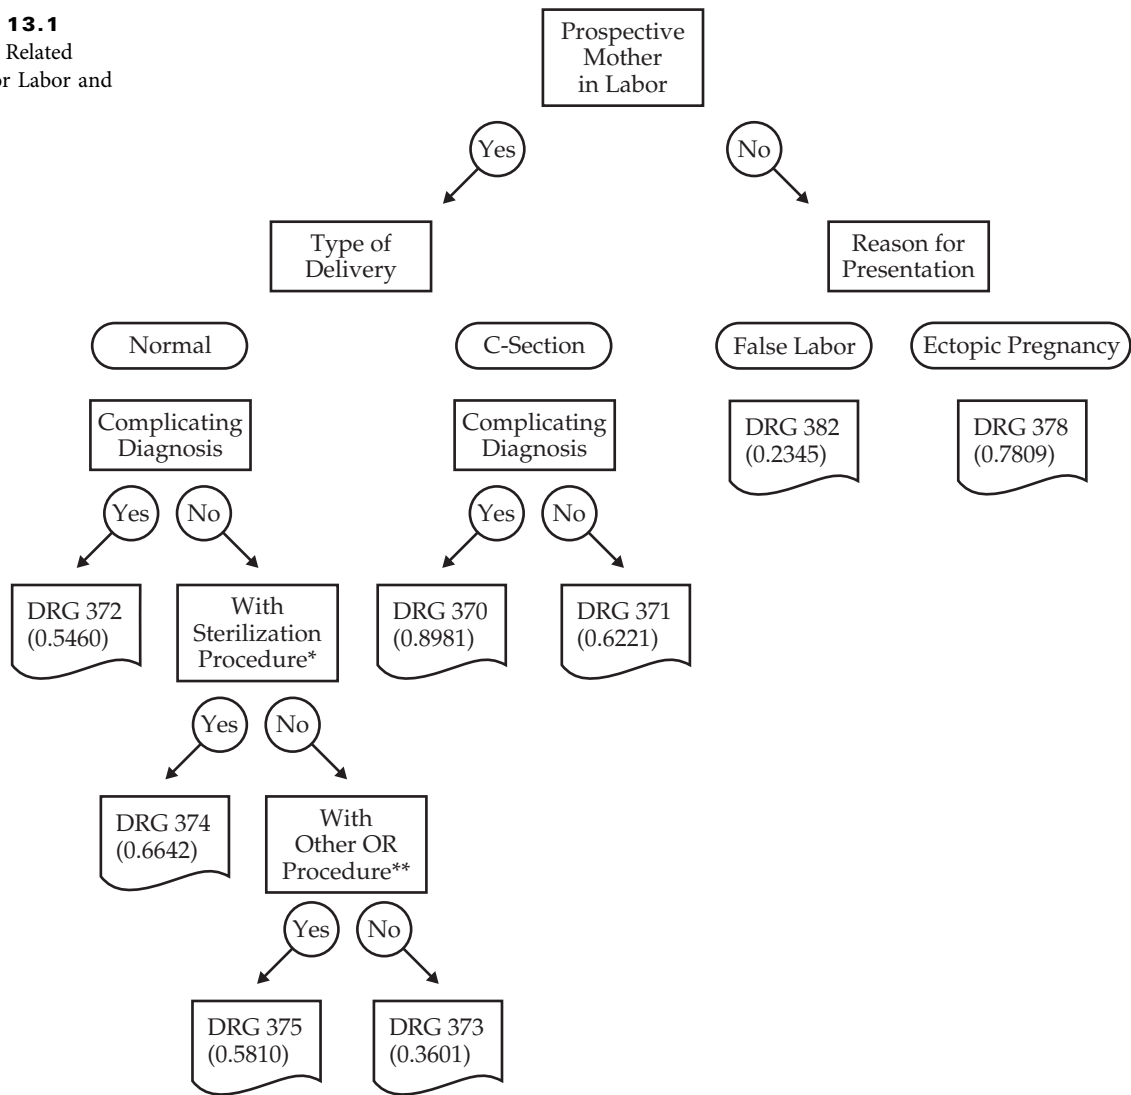 13.1
Related
or Labor and
Prospective
Mother
in Labor
Yes
No
Type of
Delivery
Reason for
Presentation
Normal
C-Section
False Labor
Ectopic Pregnancy
Complicating
Diagnosis
Complicating
Diagnosis
DRG 382
(0.2345)
DRG 378
(0.7809)
Yes
No
Yes
No
DRG 372
(0.5460)
With
Sterilization
Procedure*
DRG 370
(0.8981)
DRG 371
(0.6221)
Yes
No
DRG 374
(0.6642)
With
Other OR
Procedure**
Yes
No
DRG 375
(0.5810)
DRG 373
(0.3601)